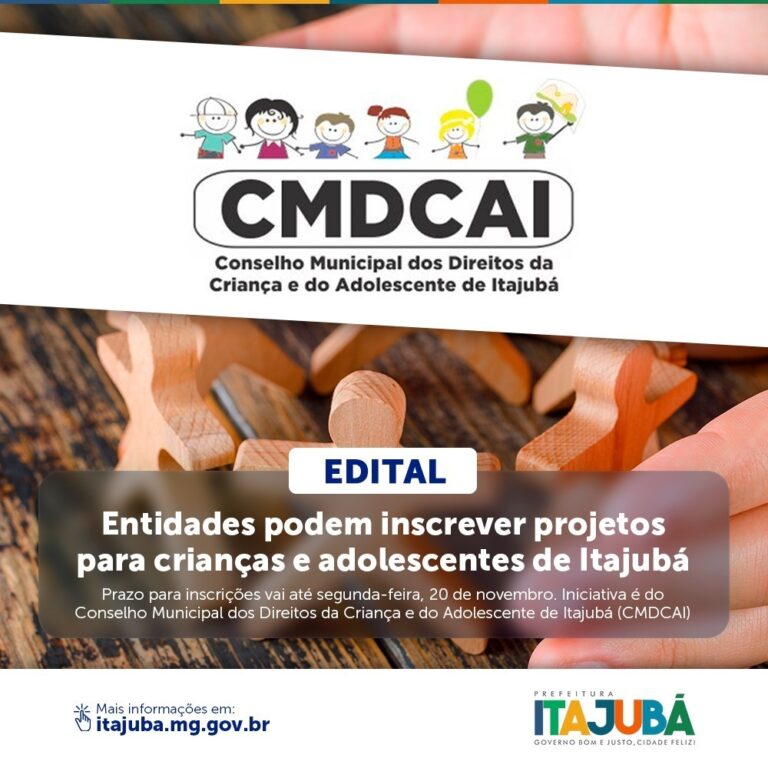 CMDCAI
Conselho Municipal dos Direitos da
Criança e do Adolescente de Itajubá
EDITAL
Entidades podem inscrever projetos
para crianças e adolescentes de Itajubá
Prazo para inscrições vai até segunda-feira, 20 de novembro. Iniciativa é do
Conselho Municipal dos Direitos da Criança e do Adolescente de Itajubá (CMDCAI)
Mais informações em:
itajuba.mg.gov.br
PREFEITURA
ITAJUBÁ
GOVERNO BOM E JUSTO, CIDADE FELIZ!